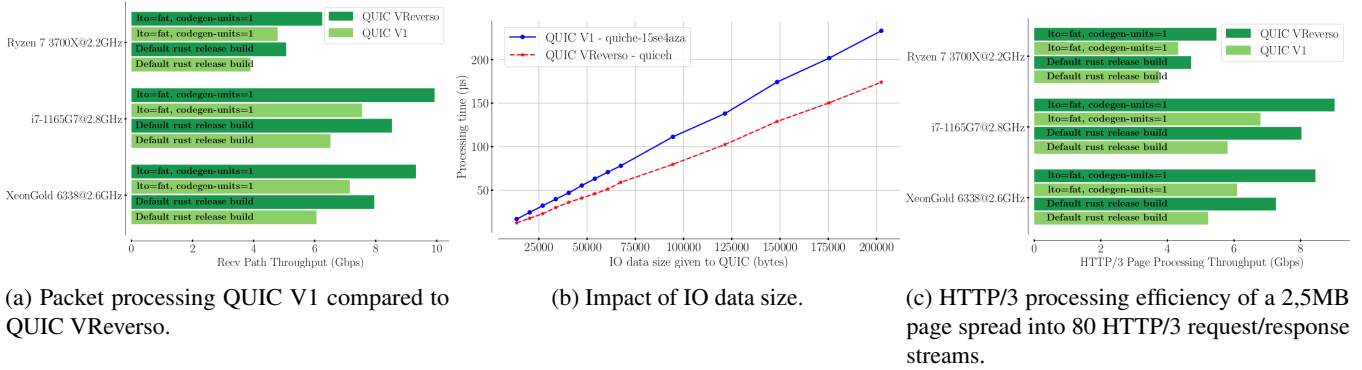 lto=fat, codegen-units=1
QUIC VReverso
Ryzen 7 3700X@2.2GHz
lto=fat, codegen-units=1
QUIC V1
Default rust release build
Default rust release build
lto=fat, codegen-units=1
i7-1165G7@2.8GHz
lto=fat, codegen-units=1
Default rust release build
Default rust release build
lto=fat, codegen-units=1
XeonGold 6338@2.6GHz
lto=fat, codegen-units=1
Default rust release build
Default rust release build
0 2 4 6 8 10
Recv Path Throughput (Gbps)
(a) Packet processing QUIC V1 compared to
QUIC VReverso.
QUIC V1 - quiche-15se4aza
QUIC VReverso - quiceh
Processing time (µs)
200
150
100
50
25000 50000 75000 100000 125000 150000 175000 200000
IO data size given to QUIC (bytes)
(b) Impact of IO data size.
lto=fat, codegen-units=1
QUIC VReverso
Ryzen 7 3700X@2.2GHz
lto=fat, codegen-units=1
QUIC V1
Default rust release build
Default rust release build
lto=fat, codegen-units=1
i7-1165G7@2.8GHz
lto=fat, codegen-units=1
Default rust release build
Default rust release build
lto=fat, codegen-units=1
XeonGold 6338@2.6GHz
lto=fat, codegen-units=1
Default rust release build
Default rust release build
0 2 4 6 8
HTTP/3 Page Processing Throughput (Gbps)
(c) HTTP/3 processing efficiency of a 2,5MB
page spread into 80 HTTP/3 request/response
streams.